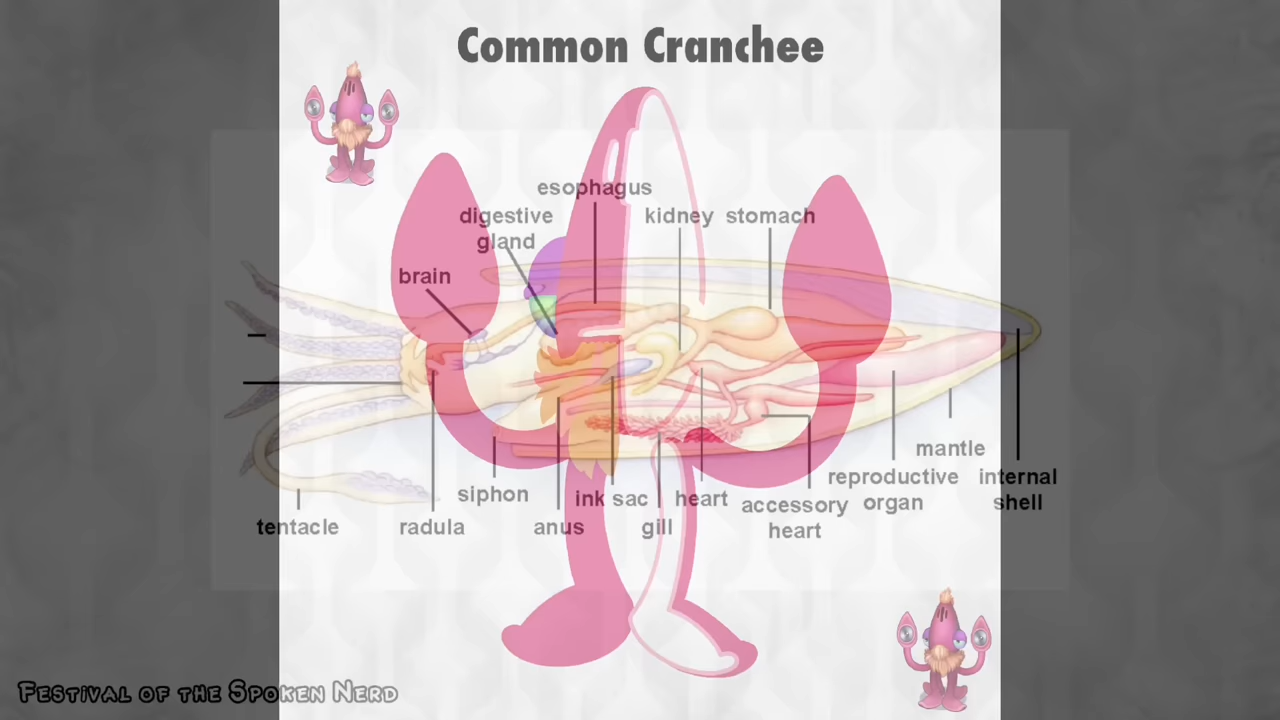 Common Cranchee
esophagus
digestive
gland
kidney
stomach
brain
mantle
reproductive
organ
internal
shell
siphon
ink sac
heart
accessory
heart
tentacle
radula
anus
gill
Festival of the Spoken Nerd